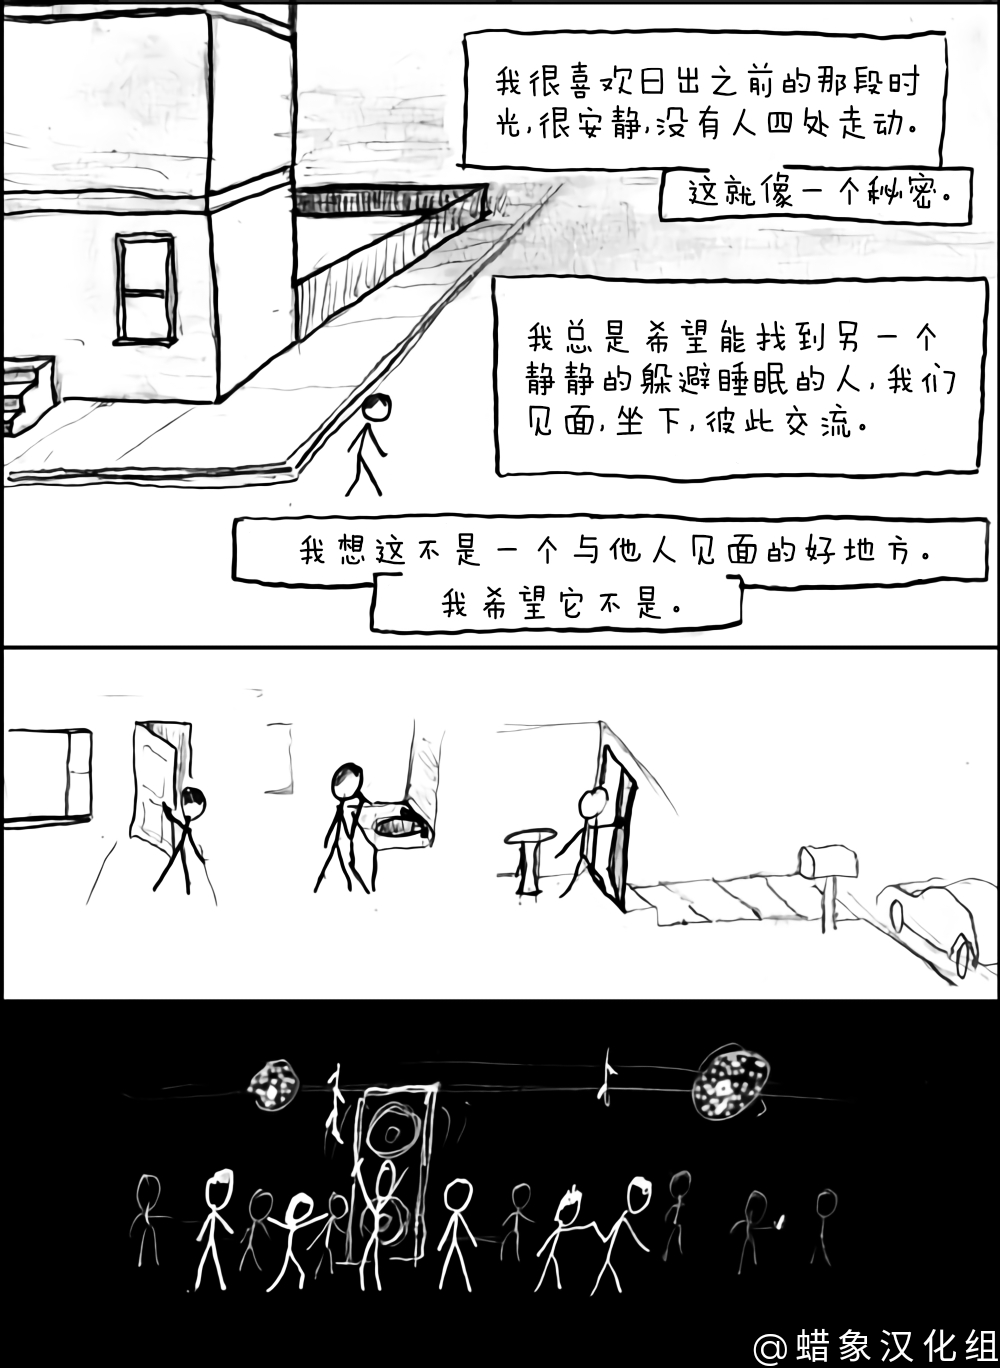 我很喜欢日出之前的那段时
光,很安静,没有人四处走动。
这就像一个秘密。
我总是希望能找到另一个
静静的躲避睡眠的人,我们
见面,坐下,彼此交流。
我想这不是一个与他人见面的好地方。
我希望它不是。
@蜡象汉化组